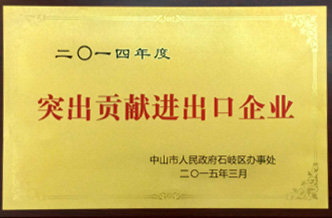 二〇一四年度
突出贡献进出口企业
中山市人民政府石岐区办事处
二〇一五年三月